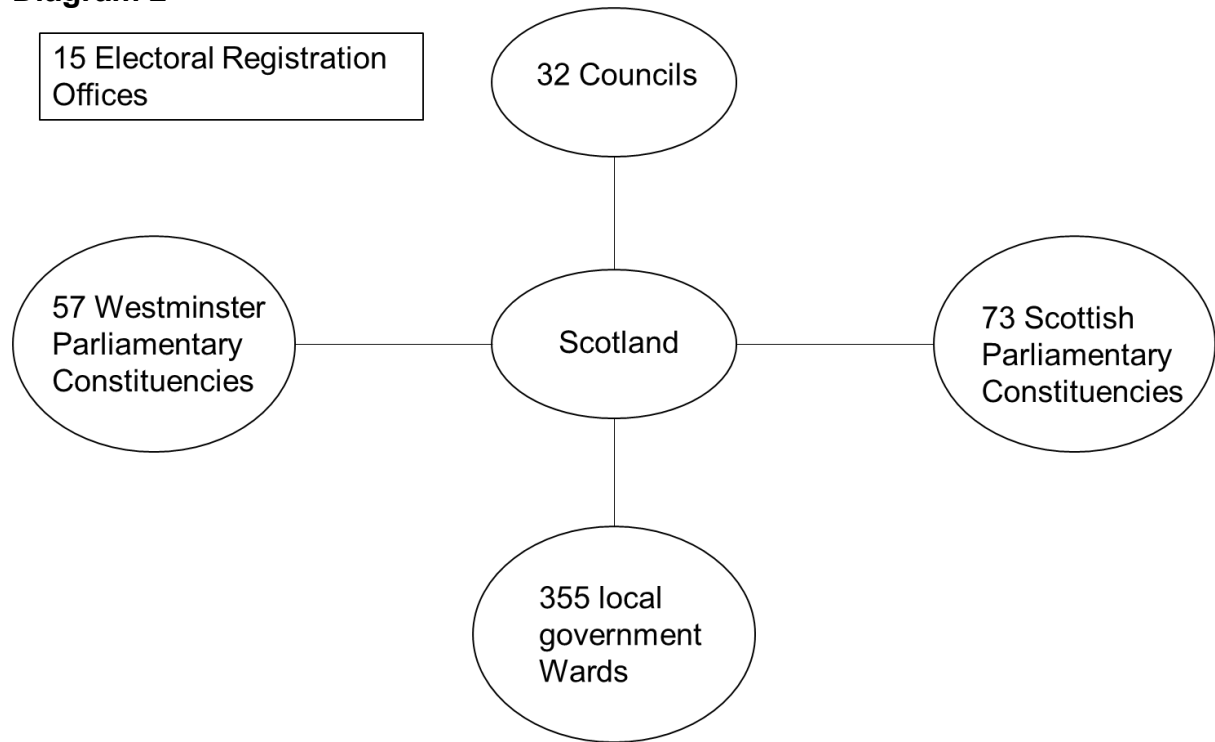 15 Electoral Registration
Offices
32 Councils
57 Westminster
Parliamentary
Constituencies
Scotland
73 Scottish
Parliamentary
Constituencies
355 local
government
Wards